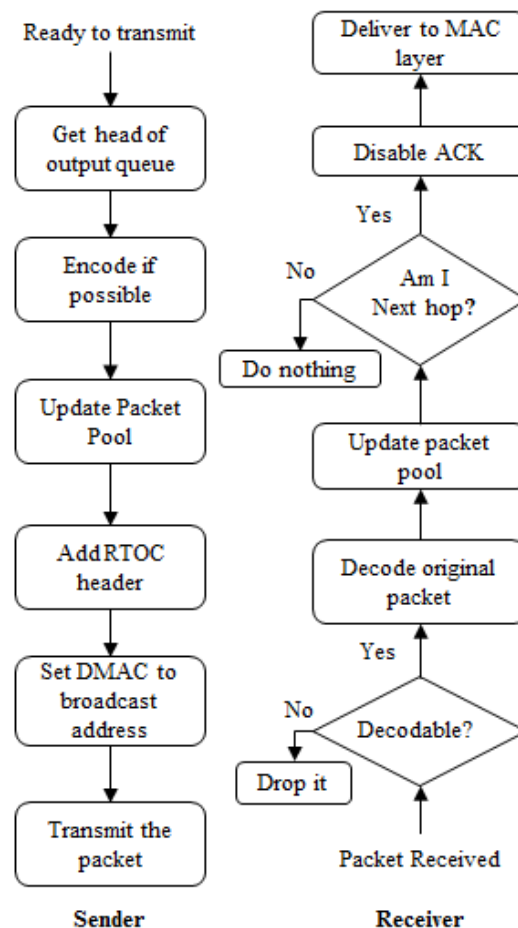 Ready to transmit
Get head of
output queue
Encode if
possible
Update Packet
Pool
Add RTOC
header
Set DMAC to
broadcast
address
Transmit the
packet
Sender
Deliver to MAC
layer
Disable ACK
Yes
No
Am I
Next hop?
Do nothing
Update packet
pool
Decode original
packet
Yes
No
Decodable?
Drop it
Packet Received
Receiver